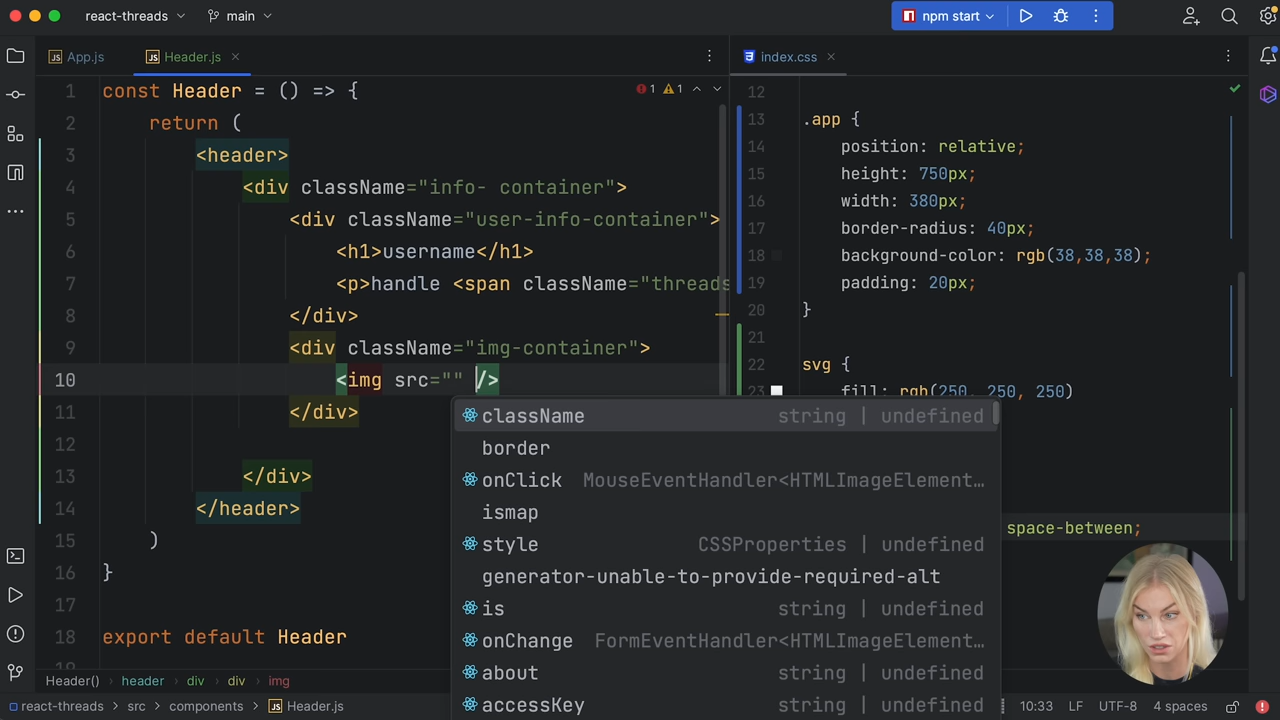 react-threads
main
npm start
App.js
Header.js
index.css
1 const Header = () => {
2 return (
3 <header>
4 <div className="info- container">
5 <div className="user-info-container">
6 <h1>username</h1>
7 <p>handle <span className="threads
8 </div>
9 <div className="img-container">
10 <img src="" />
11 </div>
12
13 </div>
14 </header>
15 )
16 }
17
18 export default Header
1 1
className string | undefined
border
onClick MouseEventHandler<HTMLImageElement…
ismap
style CSSProperties | undefined
generator-unable-to-provide-required-alt
is string | undefined
onChange FormEventHandler<HTMLImageElement…
about string | undefined
accessKey string | undefined
12
13 .app {
14 position: relative;
15 height: 750px;
16 width: 380px;
17 border-radius: 40px;
18 background-color: rgb(38,38,38);
19 padding: 20px;
20 }
21
22 svg {
23 fill: rgb(250, 250, 250)
space-between;
Header() header div div img
react-threads src components Header.js
10:33 LF UTF-8 4 spaces